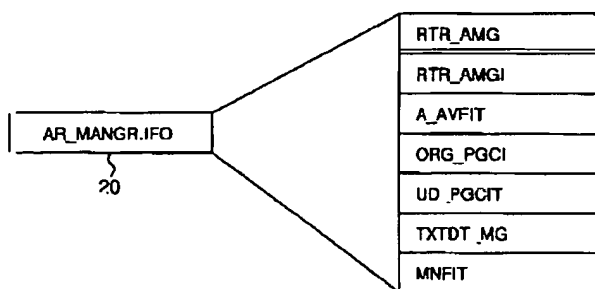 AR_MANGR.IFO
20
RTR_AMG
RTR_AMGI
A_AVFIT
ORG_PGCI
UD_PGCIT
TXTDT_MG
MNFIT